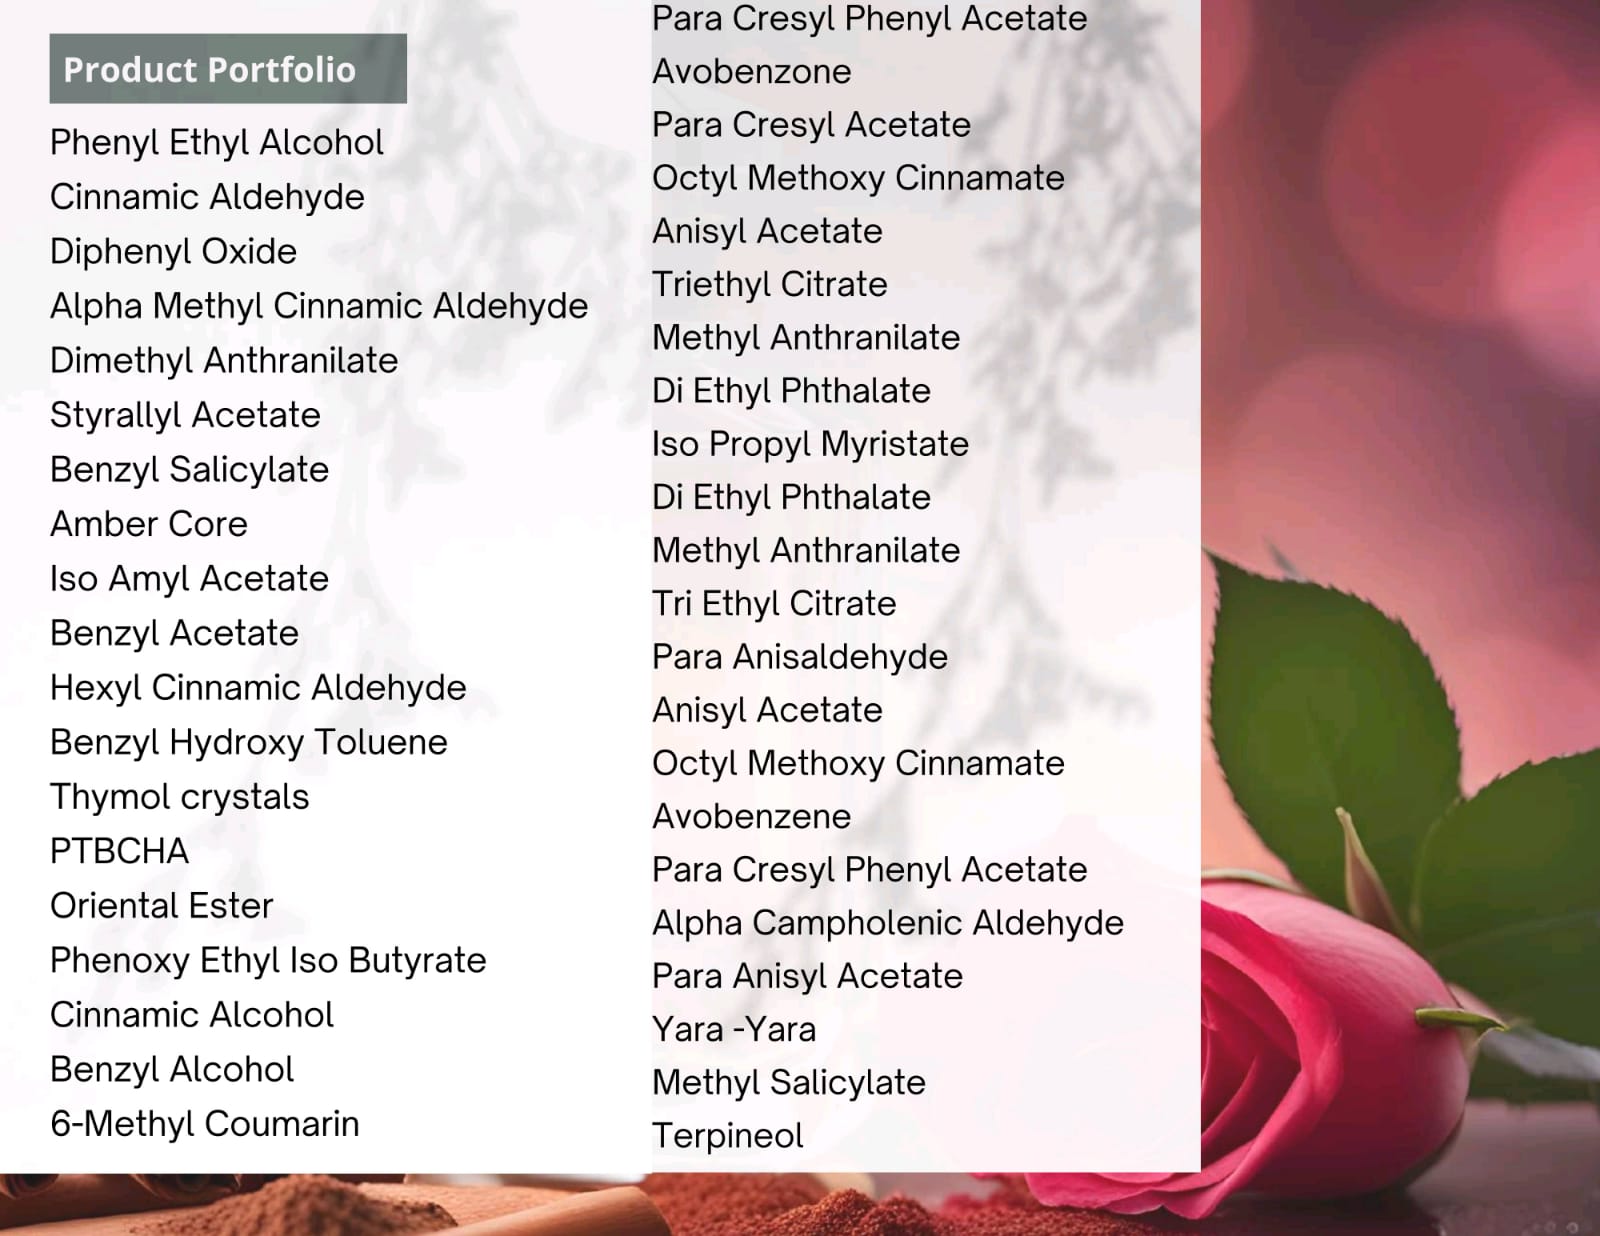 Product Portfolio
Phenyl Ethyl Alcohol
Cinnamic Aldehyde
Diphenyl Oxide
Alpha Methyl Cinnamic Aldehyde
Dimethyl Anthranilate
Styrallyl Acetate
Benzyl Salicylate
Amber Core
Iso Amyl Acetate
Benzyl Acetate
Hexyl Cinnamic Aldehyde
Benzyl Hydroxy Toluene
Thymol crystals
PTBCHA
Oriental Ester
Phenoxy Ethyl Iso Butyrate
Cinnamic Alcohol
Benzyl Alcohol
6-Methyl Coumarin
Para Cresyl Phenyl Acetate
Avobenzone
Para Cresyl Acetate
Octyl Methoxy Cinnamate
Anisyl Acetate
Triethyl Citrate
Methyl Anthranilate
Di Ethyl Phthalate
Iso Propyl Myristate
Di Ethyl Phthalate
Methyl Anthranilate
Tri Ethyl Citrate
Para Anisaldehyde
Anisyl Acetate
Octyl Methoxy Cinnamate
Avobenzene
Para Cresyl Phenyl Acetate
Alpha Campholenic Aldehyde
Para Anisyl Acetate
Yara -Yara
Methyl Salicylate
Terpineol